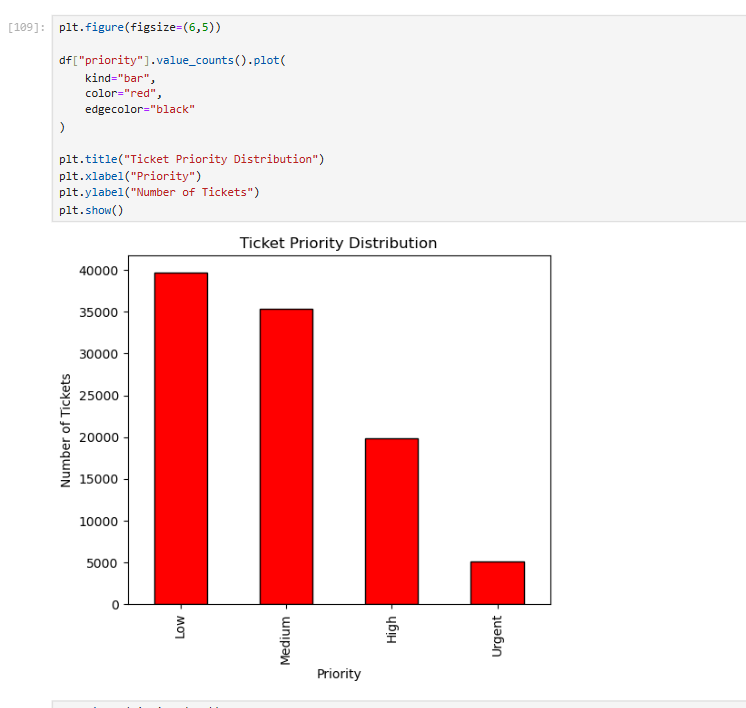 [109]:
plt.figure(figsize=(6,5))
df["priority"].value_counts().plot(
    kind="bar",
    color="red",
    edgecolor="black"
)
plt.title("Ticket Priority Distribution")
plt.xlabel("Priority")
plt.ylabel("Number of Tickets")
plt.show()
Ticket Priority Distribution
40000
35000
30000
25000
20000
15000
10000
5000
0
Number of Tickets
Low
Medium
High
Urgent
Priority